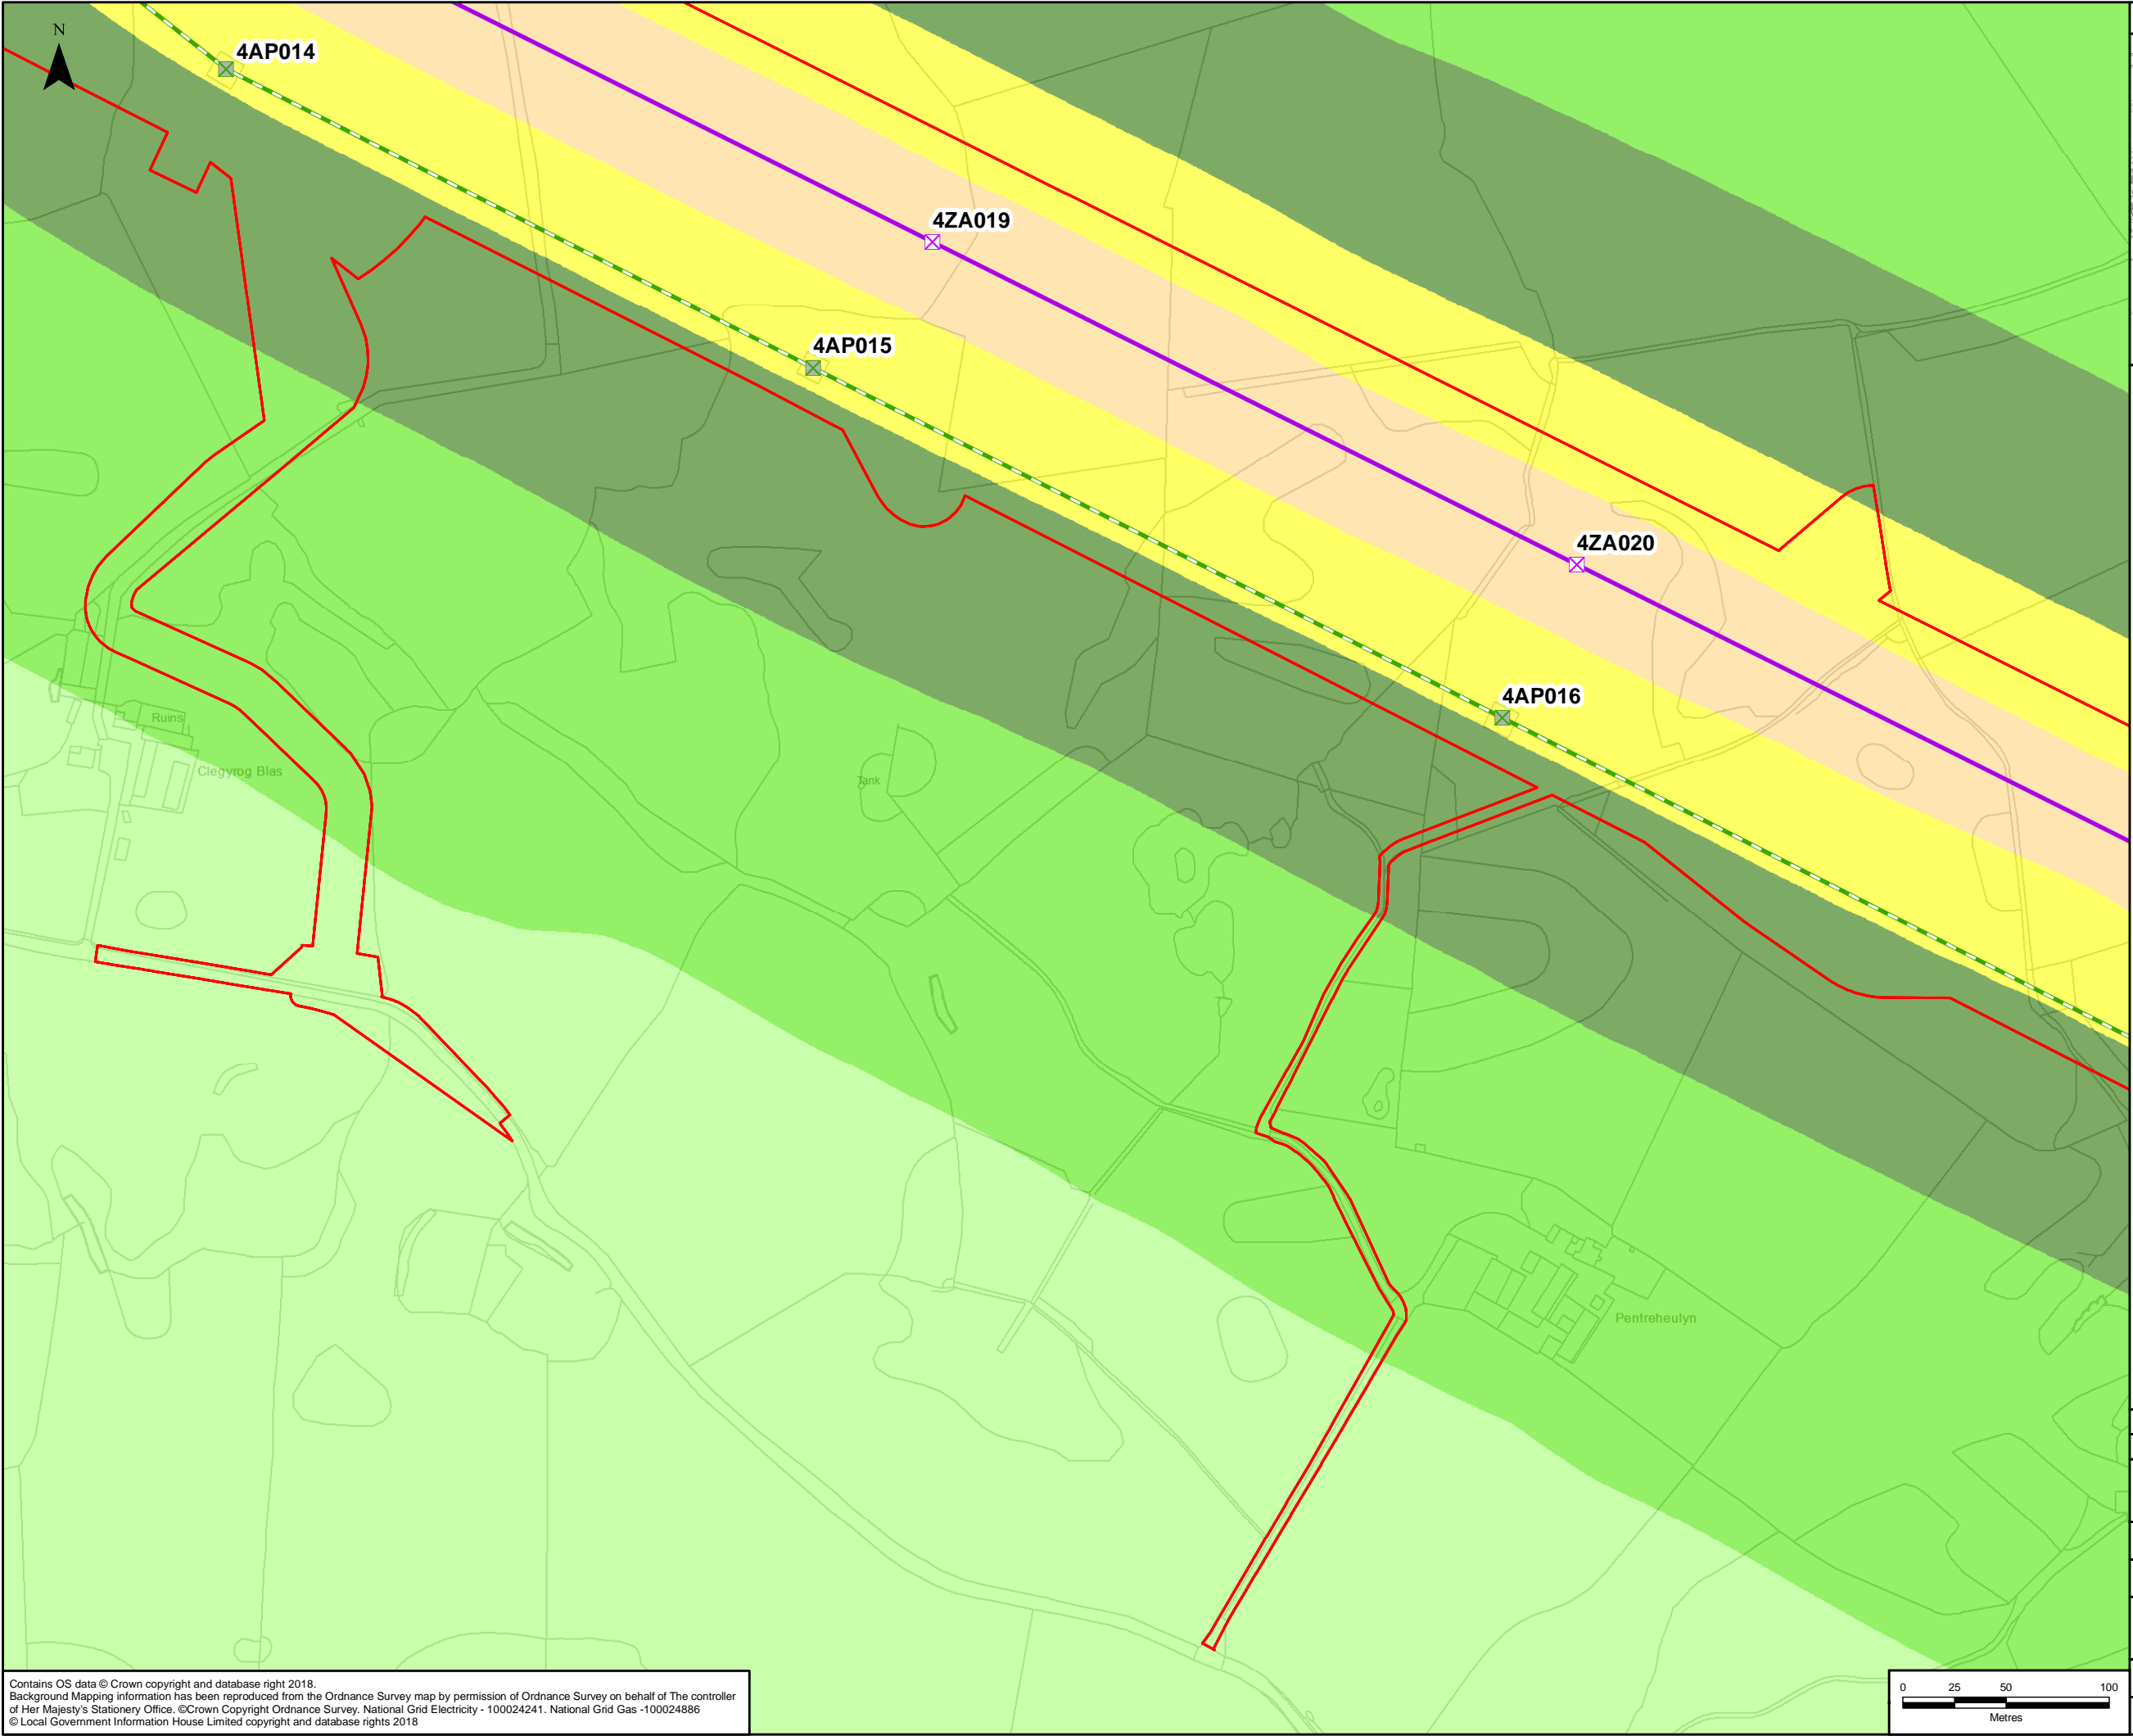 N
4AP014
4ZA019
4AP015
4ZA020
4AP016
Ruins
Clegyrog Blas
Tank
Pentreheulyn
Contains OS data © Crown copyright and database right 2018.
Background Mapping information has been reproduced from the Ordnance Survey map by permission of Ordnance Survey on behalf of The controller
of Her Majesty's Stationery Office. ©Crown Copyright Ordnance Survey. National Grid Electricity - 100024241. National Grid Gas -100024886
© Local Government Information House Limited copyright and database rights 2018
0 25 50 100
Metres